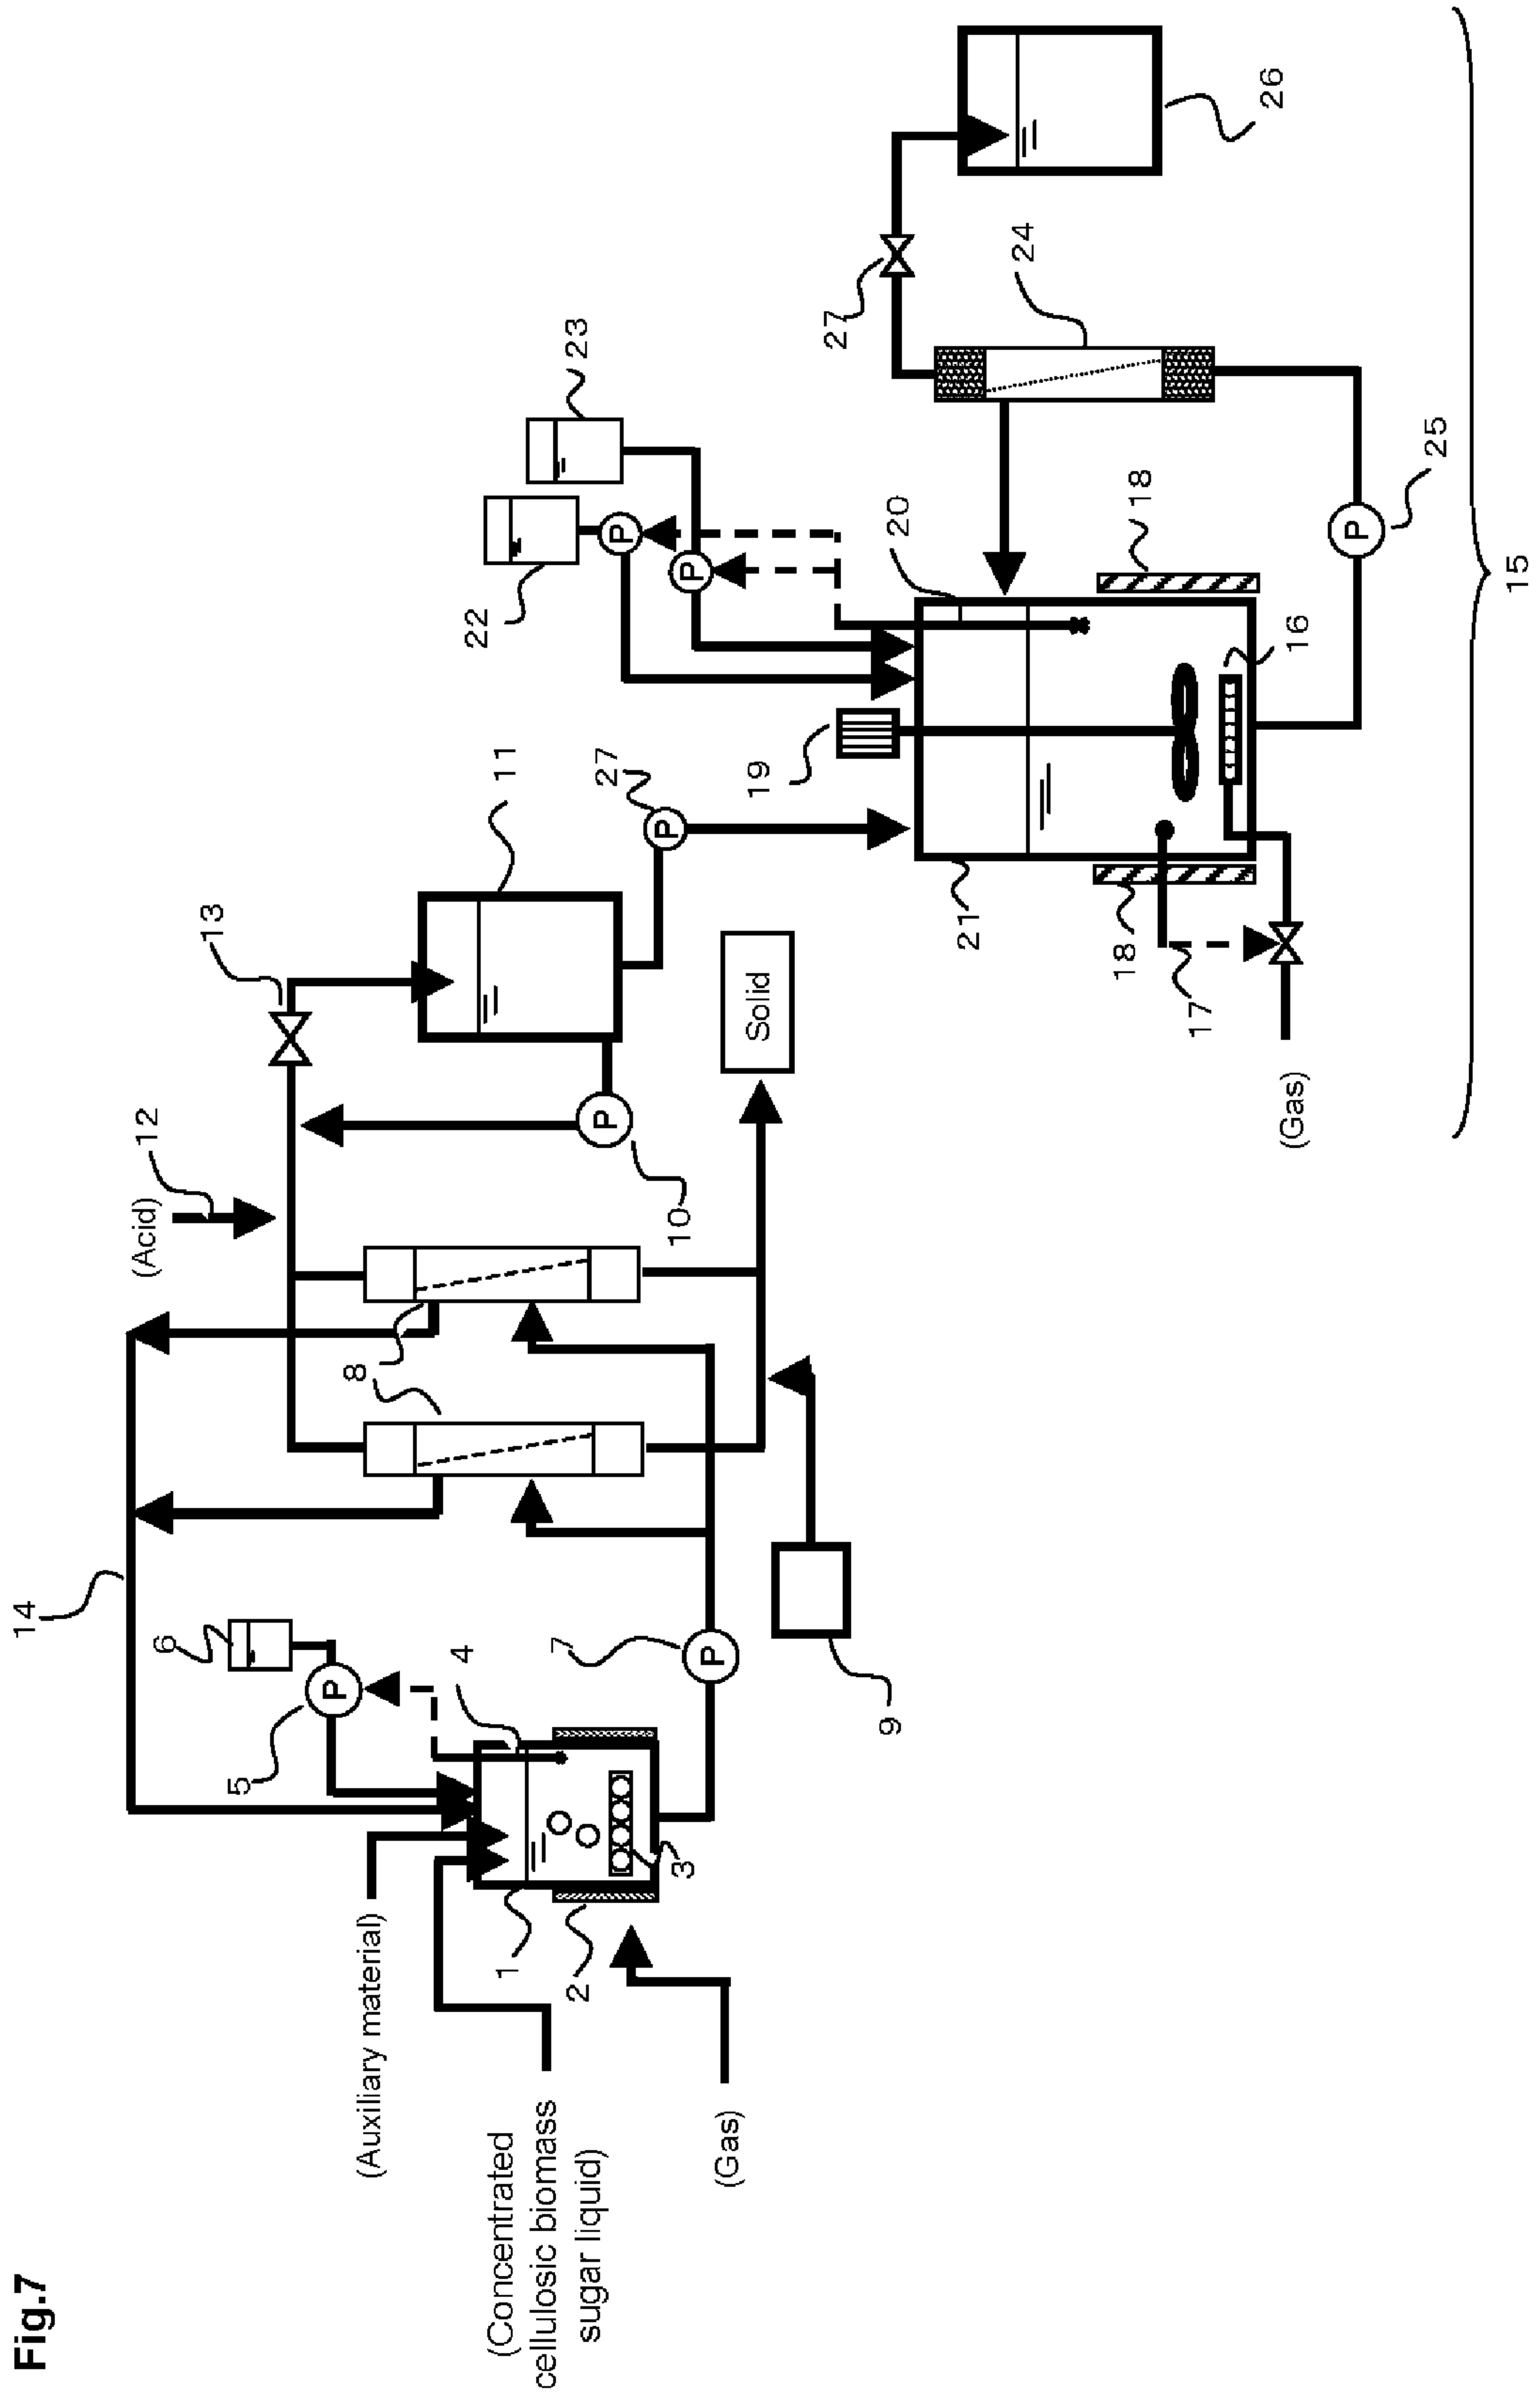 Fig.7
(Concentrated
cellulosic biomass
sugar liquid)
(Auxiliary material)
(Gas)
1
2
3
4
5
6
7
8
9
10
11
12
(Acid)
13
14
Solid
27
P
P
P
P
19
21
18
17
(Gas)
16
20
18
22
23
P
P
24
25
P
27
26
15